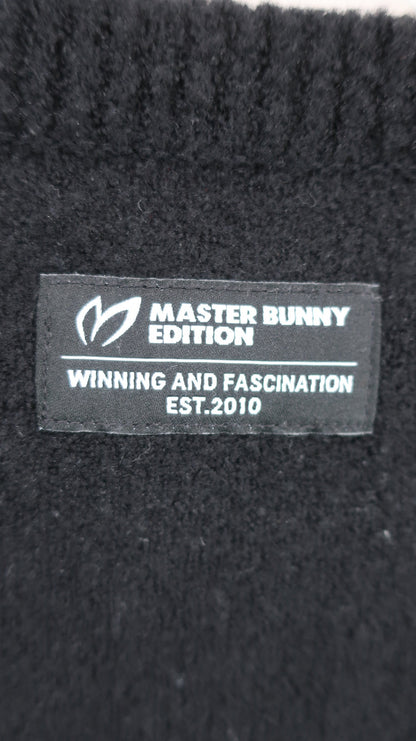 MASTER BUNNY
EDITION
WINNING AND FASCINATION
EST.2010